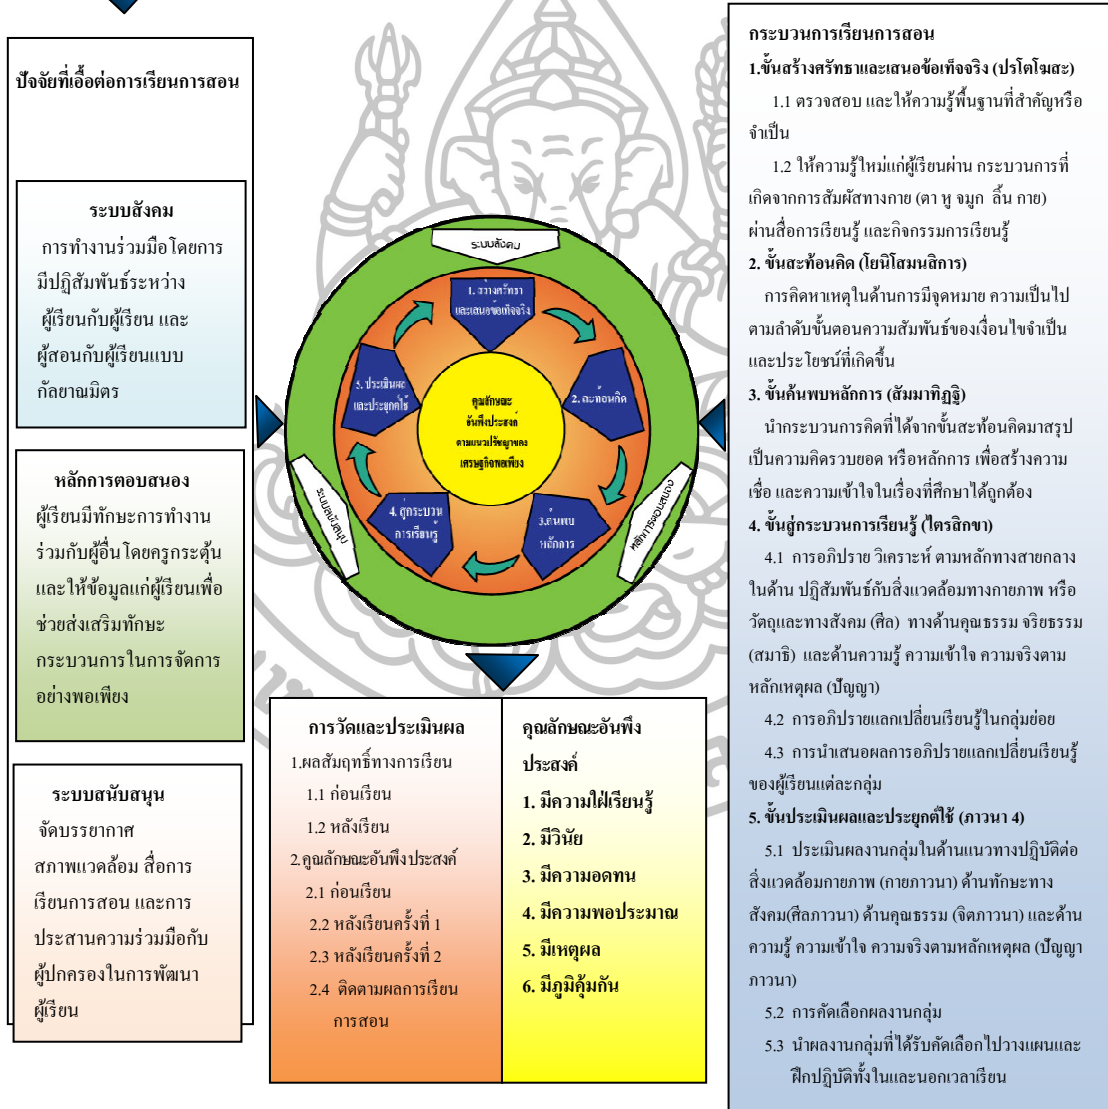 ปัจจัยที่เอื้อต่อการเรียนการสอน
ระบบสังคม
การทำงานร่วมมือโดยการ
มีปฏิสัมพันธ์ระหว่าง
ผู้เรียนกับผู้เรียน และ
ผู้สอนกับผู้เรียนแบบ
กัลยาณมิตร
หลักการตอบสนอง
ผู้เรียนมีทักษะการทำงาน
ร่วมกับผู้อื่นโดยครูกระตุ้น
และให้ข้อมูลแก่ผู้เรียนเพื่อ
ช่วยส่งเสริมทักษะ
กระบวนการในการจัดการ
อย่างพอเพียง
ระบบสนับสนุน
จัดบรรยากาศ
สภาพแวดล้อม สื่อการ
เรียนการสอน และการ
ประสานความร่วมมือกับ
ผู้ปกครองในการพัฒนา
ผู้เรียน
ระบบสังคม
1. สร้างศรัทธา
และเสนอข้อเท็จจริง
2. สะท้อนคิด
3.ค้นพบ
หลักการ
4. สู่กระบวน
การเรียนรู้
5. ประเมินผล
และประยุกต์ใช้
คุณลักษณะ
อันพึงประสงค์
ตามแนวปรัชญาของ
เศรษฐกิจพอเพียง
ระบบสนับสนุน
หลักการตอบสนอง
การวัดและประเมินผล
1.ผลสัมฤทธิ์ทางการเรียน
1.1 ก่อนเรียน
1.2 หลังเรียน
2.คุณลักษณะอันพึงประสงค์
2.1 ก่อนเรียน
2.2 หลังเรียนครั้งที่ 1
2.3 หลังเรียนครั้งที่ 2
2.4 ติดตามผลการเรียน
การสอน
คุณลักษณะอันพึง
ประสงค์
1. มีความใฝ่เรียนรู้
2. มีวินัย
3. มีความอดทน
4. มีความพอประมาณ
5. มีเหตุผล
6. มีภูมิคุ้มกัน
กระบวนการเรียนการสอน
1.ขั้นสร้างศรัทธาและเสนอข้อเท็จจริง (ปรโตโฆสะ)
1.1 ตรวจสอบ และให้ความรู้พื้นฐานที่สำคัญหรือ
จำเป็น
1.2 ให้ความรู้ใหม่แก่ผู้เรียนผ่าน กระบวนการที่
เกิดจากการสัมผัสทางกาย (ตา หู จมูก ลิ้น กาย)
ผ่านสื่อการเรียนรู้ และกิจกรรมการเรียนรู้
2. ขั้นสะท้อนคิด (โยนิโสมนสิการ)
การคิดหาเหตุในด้านการมีจุดหมาย ความเป็นไป
ตามลำดับขั้นตอนความสัมพันธ์ของเงื่อนไขจำเป็น
และประโยชน์ที่เกิดขึ้น
3. ขั้นค้นพบหลักการ (สัมมาทิฏฐิ)
นำกระบวนการคิดที่ได้จากขั้นสะท้อนคิดมาสรุป
เป็นความคิดรวบยอด หรือหลักการ เพื่อสร้างความ
เชื่อ และความเข้าใจในเรื่องที่ศึกษาได้ถูกต้อง
4. ขั้นสู่กระบวนการเรียนรู้ (ไตรสิกขา)
4.1 การอภิปราย วิเคราะห์ ตามหลักทางสายกลาง
ในด้าน ปฏิสัมพันธ์กับสิ่งแวดล้อมทางกายภาพ หรือ
วัตถุและทางสังคม (ศีล) ทางด้านคุณธรรม จริยธรรม
(สมาธิ) และด้านความรู้ ความเข้าใจ ความจริงตาม
หลักเหตุผล (ปัญญา)
4.2 การอภิปรายแลกเปลี่ยนเรียนรู้ในกลุ่มย่อย
4.3 การนำเสนอผลการอภิปรายแลกเปลี่ยนเรียนรู้
ของผู้เรียนแต่ละกลุ่ม
5. ขั้นประเมินผลและประยุกต์ใช้ (ภาวนา 4)
5.1 ประเมินผลงานกลุ่มในด้านแนวทางปฏิบัติต่อ
สิ่งแวดล้อมกายภาพ (กายภาวนา) ด้านทักษะทาง
สังคม(ศีลภาวนา) ด้านคุณธรรม (จิตภาวนา) และด้าน
ความรู้ ความเข้าใจ ความจริงตามหลักเหตุผล (ปัญญา
ภาวนา)
5.2 การคัดเลือกผลงานกลุ่ม
5.3 นำผลงานกลุ่มที่ได้รับคัดเลือกไปวางแผนและ
ฝึกปฏิบัติทั้งในและนอกเวลาเรียน